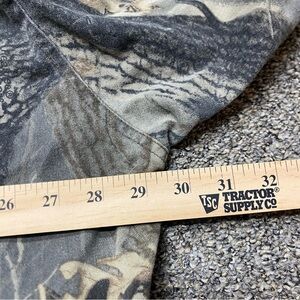 26 27 28 29 30 31 32
TSC TRACTOR
SUPPLY CO